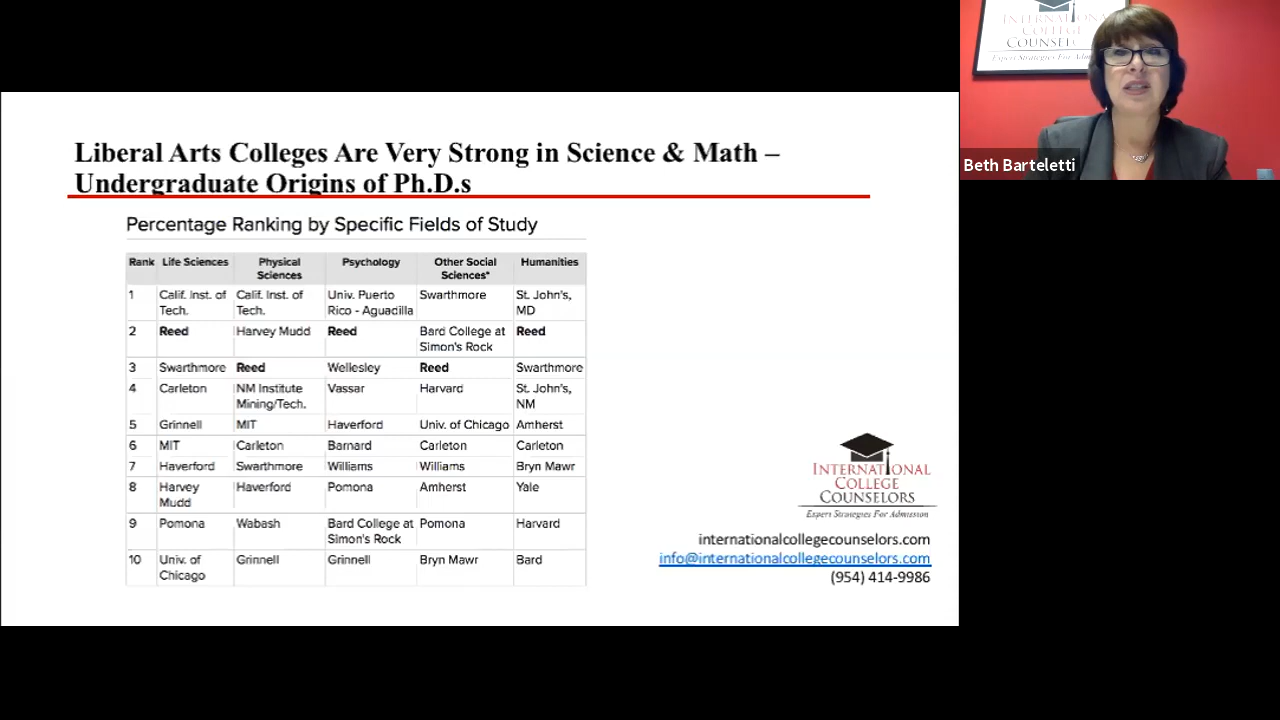 INTERNATIONAL
COLLEGE
Beth Barteletti
Liberal Arts Colleges Are Very Strong in Science & Math –
Undergraduate Origins of Ph.D.s
Percentage Ranking by Specific Fields of Study
Rank Life Sciences Physical Sciences Psychology Other Social Sciences* Humanities
1 Calif. Inst. of Tech. Calif. Inst. of Tech. Univ. Puerto Rico - Aguadilla Swarthmore St. John's, MD
2 Reed Harvey Mudd Reed Bard College at Simon's Rock Reed
3 Swarthmore Reed Wellesley Reed Swarthmore
4 Carleton NM Institute Mining/Tech. Vassar Harvard St. John's, NM
5 Grinnell MIT Haverford Univ. of Chicago Amherst
6 MIT Carleton Barnard Carleton Carleton
7 Haverford Swarthmore Williams Williams Bryn Mawr
8 Harvey Mudd Haverford Pomona Amherst Yale
9 Pomona Wabash Bard College at Simon's Rock Pomona Harvard
10 Univ. of Chicago Grinnell Grinnell Bryn Mawr Bard
INTERNATIONAL
COLLEGE
COUNSELORS
Expert Strategies For Admission
internationalcollegecounselors.com
info@internationalcollegecounselors.com
(954) 414-9986